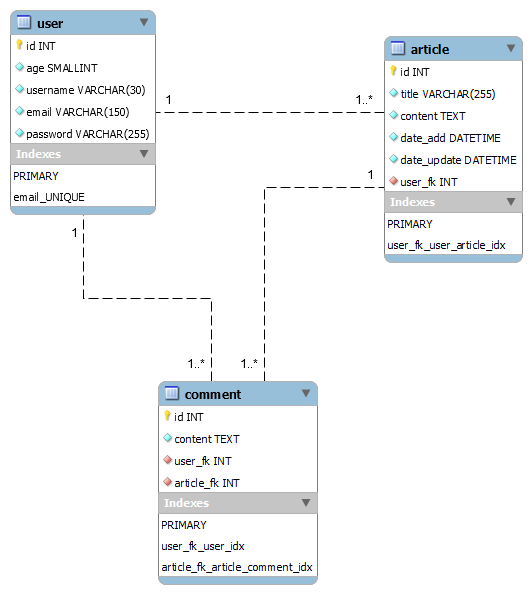 user
id INT
age SMALLINT
username VARCHAR(30)
email VARCHAR(150)
password VARCHAR(255)
Indexes
PRIMARY
email_UNIQUE
1
1..*
article
id INT
title VARCHAR(255)
content TEXT
date_add DATETIME
date_update DATETIME
user_fk INT
Indexes
PRIMARY
user_fk_user_article_idx
1
1
1..*
1..*
comment
id INT
content TEXT
user_fk INT
article_fk INT
Indexes
PRIMARY
user_fk_user_idx
article_fk_article_comment_idx